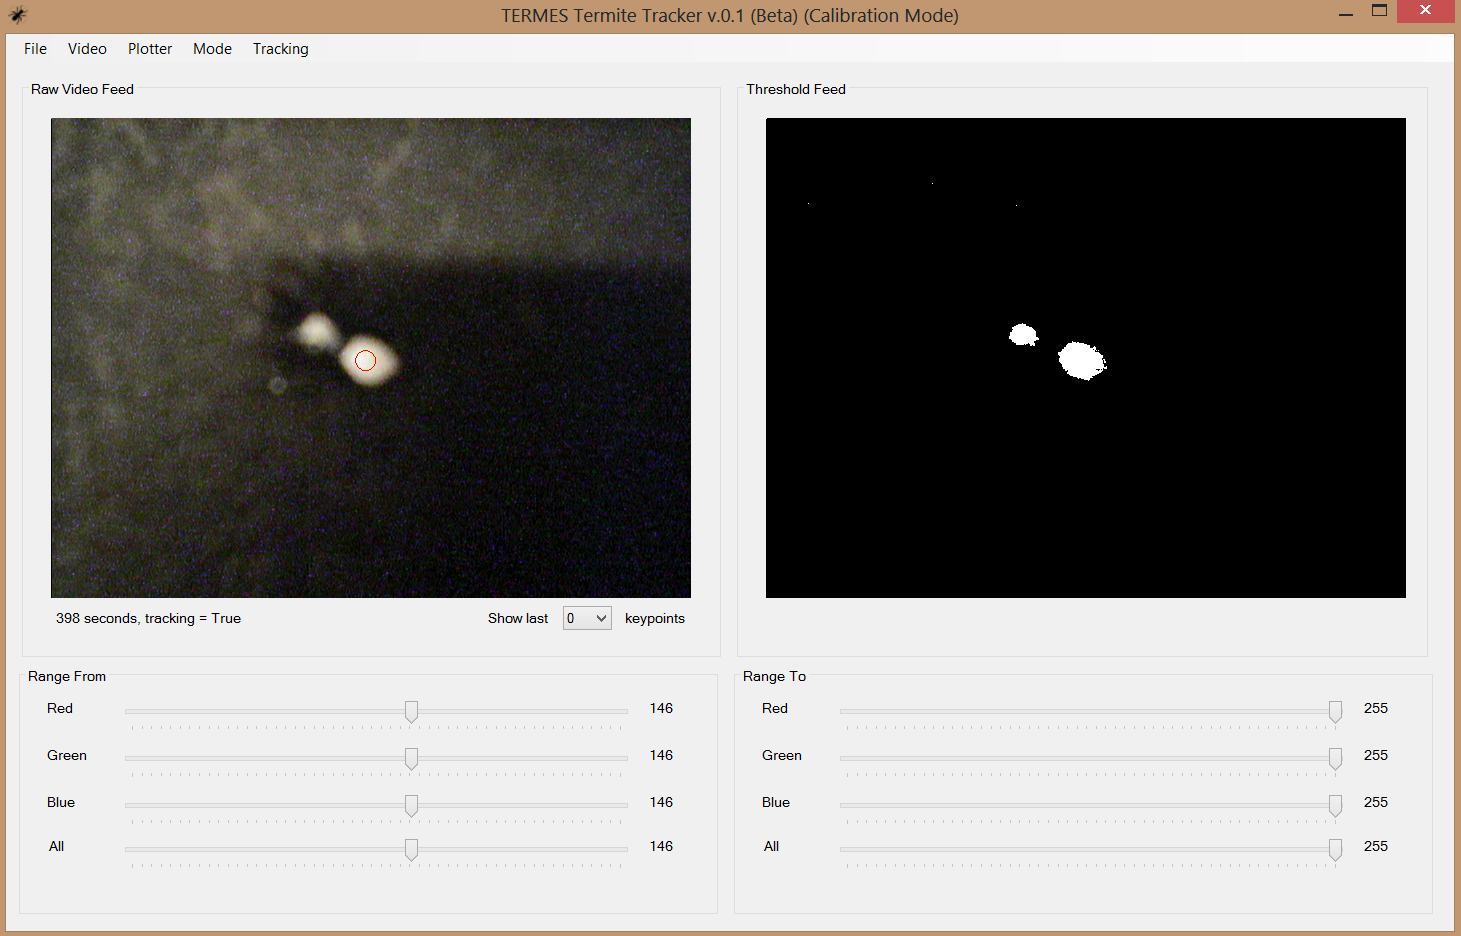 TERMES Termite Tracker v.0.1 (Beta) (Calibration Mode)
File Video Plotter Mode Tracking
Raw Video Feed
Threshold Feed
398 seconds, tracking = True
Show last 0 keypoints
Range From
Red 146
Green 146
Blue 146
All 146
Range To
Red 255
Green 255
Blue 255
All 255